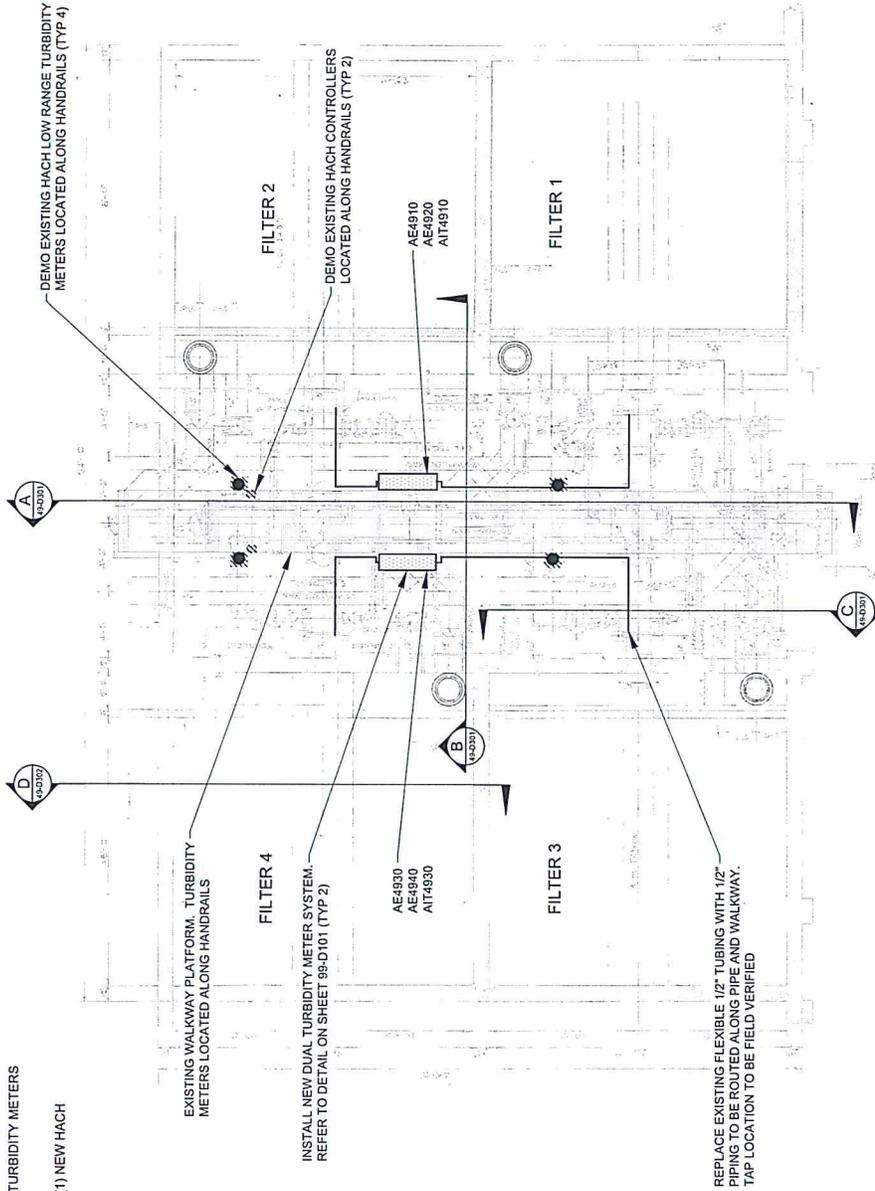 TURBIDITY METERS
(1) NEW HACH
DEMO EXISTING HACH LOW RANGE TURBIDITY
METERS LOCATED ALONG HANDRAILS (TYP 4)
DEMO EXISTING HACH CONTROLLERS
LOCATED ALONG HANDRAILS (TYP 2)
FILTER 2
AE4910
AE4920
AIT4910
FILTER 1
A
49-D301
D
49-D302
B
49-D301
C
49-D301
EXISTING WALKWAY PLATFORM. TURBIDITY
METERS LOCATED ALONG HANDRAILS
FILTER 4
INSTALL NEW DUAL TURBIDITY METER SYSTEM.
REFER TO DETAIL ON SHEET 99-D101 (TYP 2)
AE4930
AE4940
AIT4930
FILTER 3
REPLACE EXISTING FLEXIBLE 1/2" TUBING WITH 1/2"
PIPING TO BE ROUTED ALONG PIPE AND WALKWAY.
TAP LOCATION TO BE FIELD VERIFIED